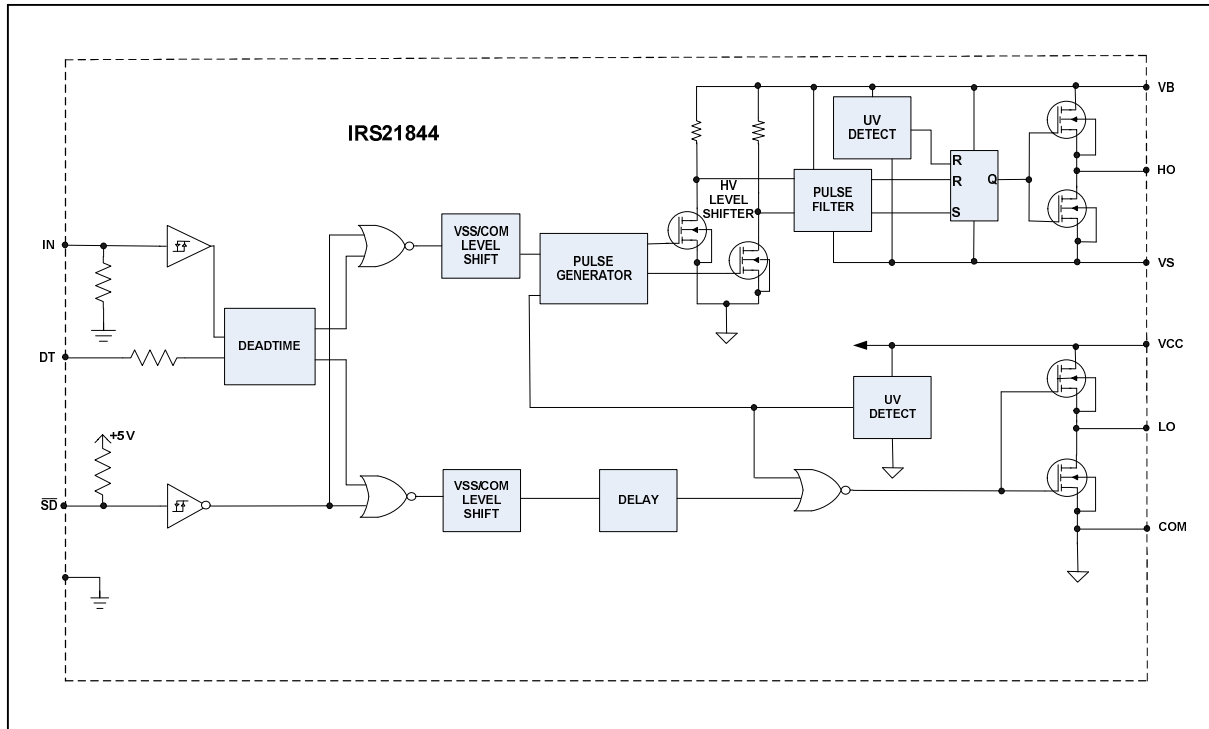 IRS21844
VB
UV
DETECT
R
R
Q
S
HO
HV
LEVEL
SHIFTER
PULSE
FILTER
IN
VSS/COM
LEVEL
SHIFT
PULSE
GENERATOR
VS
DEADTIME
DT
VCC
UV
DETECT
+5V
LO
SD
VSS/COM
LEVEL
SHIFT
DELAY
COM